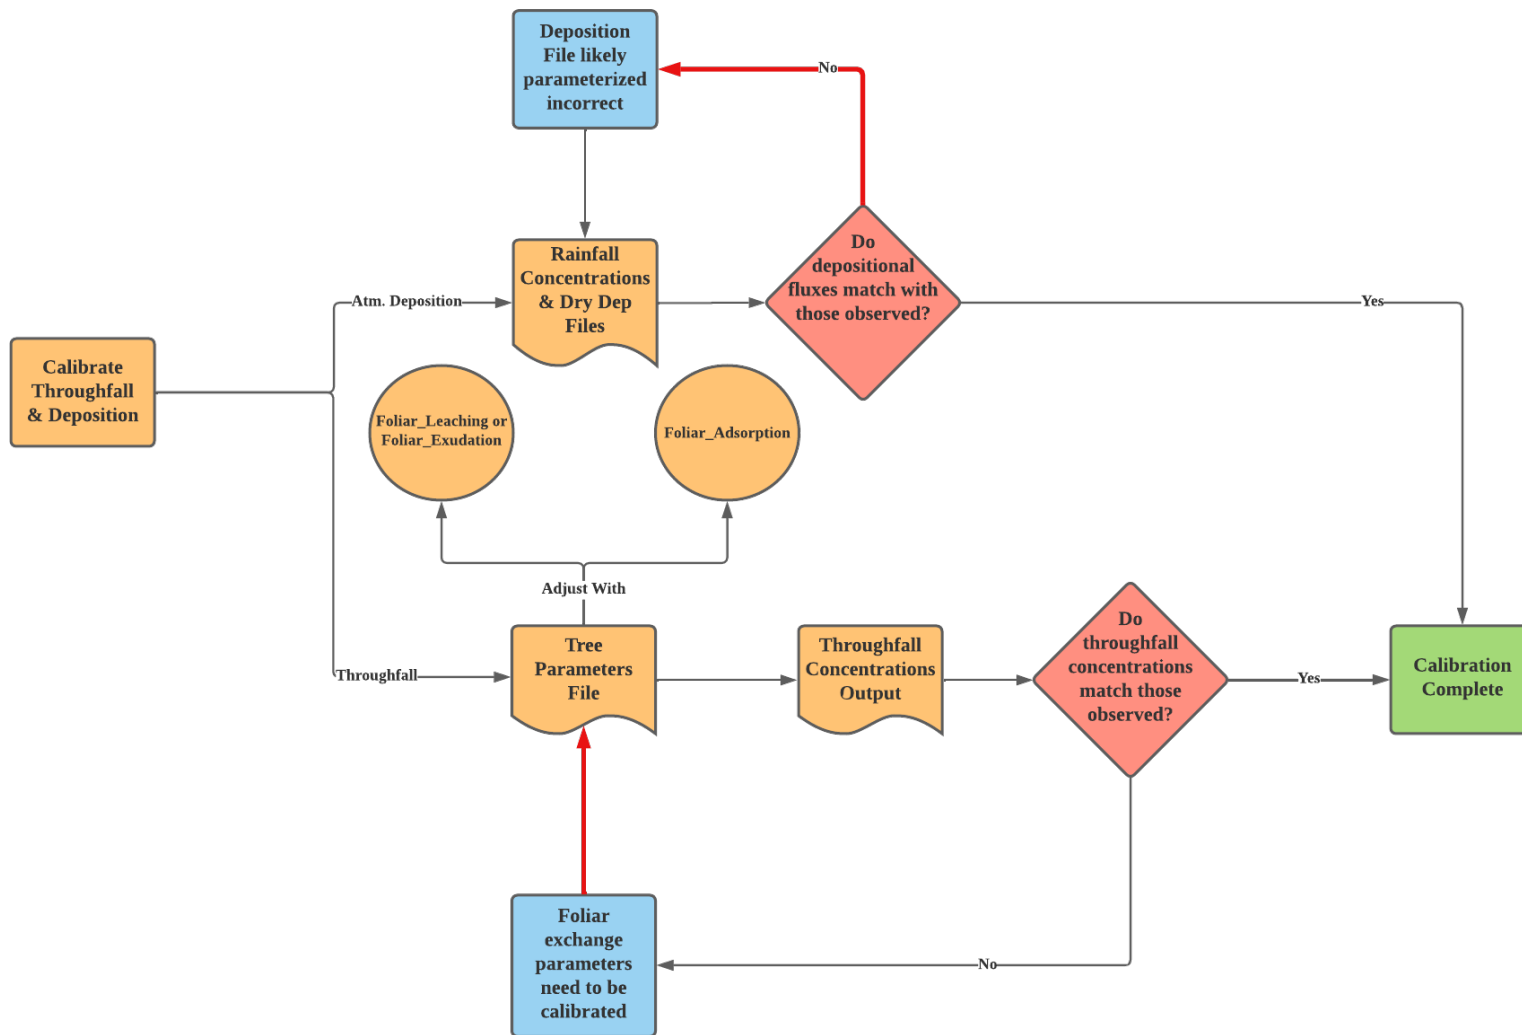 Deposition
File likely
parameterized
incorrect
No
Rainfall
Concentrations
& Dry Dep
Files
Do
depositional
fluxes match with
those observed?
Atm. Deposition
Yes
Calibrate
Throughfall
& Deposition
Foliar_Leaching or
Foliar_Exudation
Foliar_Adsorption
Adjust With
Throughfall
Tree
Parameters
File
Throughfall
Concentrations
Output
Do
throughfall
concentrations
match those
observed?
Yes
Calibration
Complete
Foliar
exchange
parameters
need to be
calibrated
No